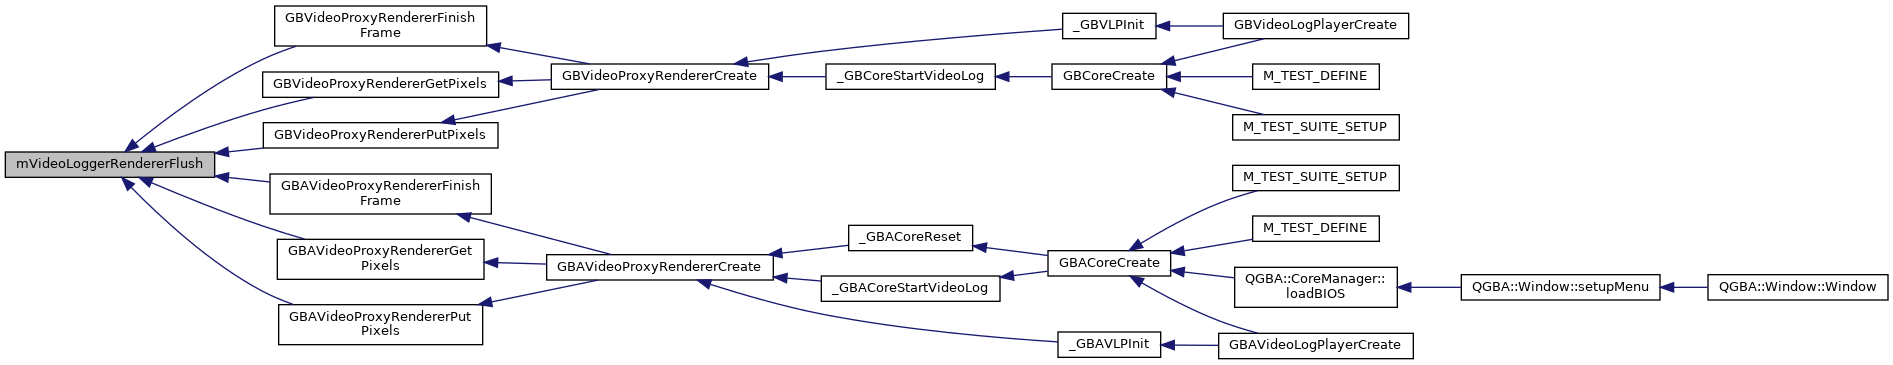 mVideoLoggerRendererFlush
GBVideoProxyRendererFinish
Frame
GBVideoProxyRendererGetPixels
GBVideoProxyRendererPutPixels
GBAVideoProxyRendererFinish
Frame
GBAVideoProxyRendererGet
Pixels
GBAVideoProxyRendererPut
Pixels
GBVideoProxyRendererCreate
GBAVideoProxyRendererCreate
_GBVLPInit
_GBCoreStartVideoLog
_GBACoreReset
_GBACoreStartVideoLog
_GBAVLPInit
GBCoreCreate
GBACoreCreate
GBVideoLogPlayerCreate
M_TEST_DEFINE
M_TEST_SUITE_SETUP
M_TEST_SUITE_SETUP
M_TEST_DEFINE
QGBA::CoreManager::
loadBIOS
GBAVideoLogPlayerCreate
QGBA::Window::setupMenu
QGBA::Window::Window